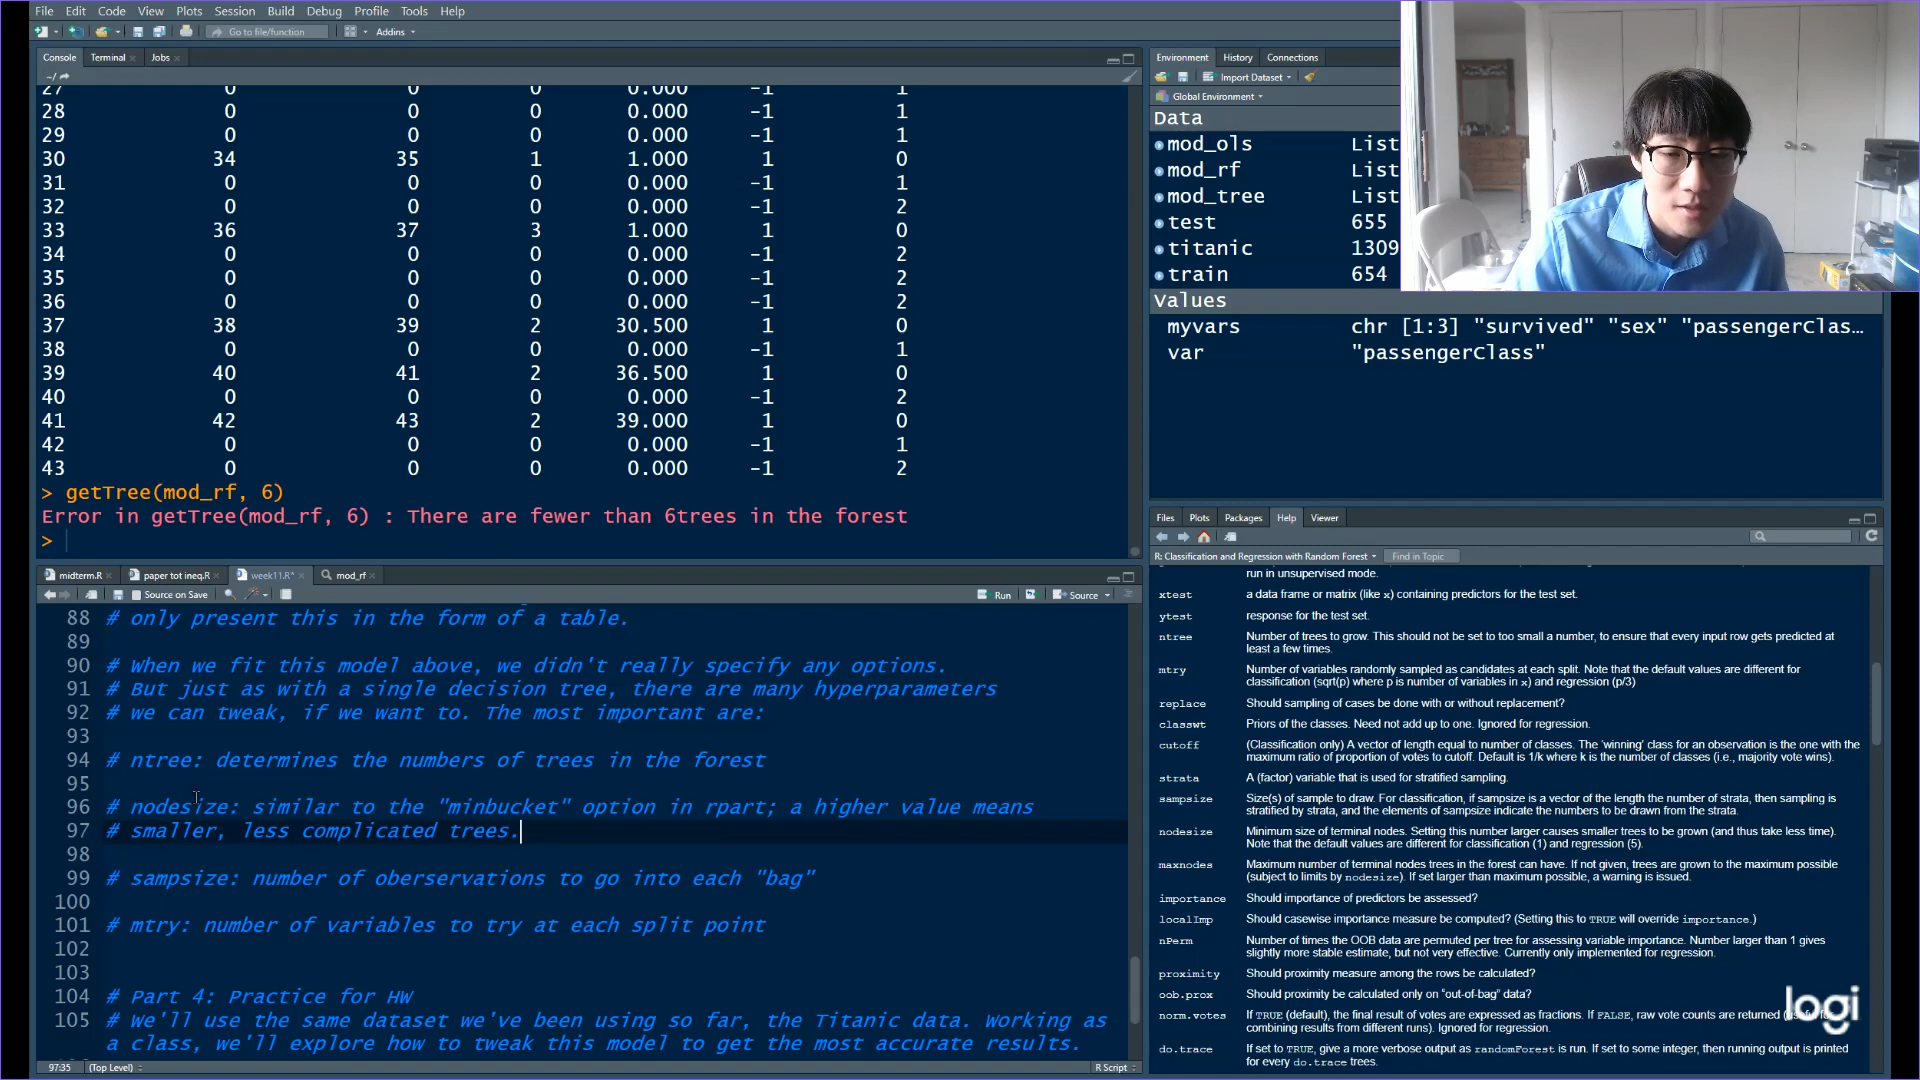 File Edit Code View Plots Session Build Debug Profile Tools Help
Go to file/function Addins
Console Terminal Jobs
~/
27 0 0 0 0.000 -1 1
28 0 0 0 0.000 -1 1
29 0 0 0 0.000 -1 1
30 34 35 1 1.000 1 0
31 0 0 0 0.000 -1 1
32 0 0 0 0.000 -1 2
33 36 37 3 1.000 1 0
34 0 0 0 0.000 -1 2
35 0 0 0 0.000 -1 2
36 0 0 0 0.000 -1 2
37 38 39 2 30.500 1 0
38 0 0 0 0.000 -1 1
39 40 41 2 36.500 1 0
40 0 0 0 0.000 -1 2
41 42 43 2 39.000 1 0
42 0 0 0 0.000 -1 1
43 0 0 0 0.000 -1 2
> getTree(mod_rf, 6)
Error in getTree(mod_rf, 6) : There are fewer than 6trees in the forest
>
midterm.R paper tot ineq.R week11.R* mod_rf
Source on Save Run Source
88 # only present this in the form of a table.
89
90 # When we fit this model above, we didn't really specify any options.
91 # But just as with a single decision tree, there are many hyperparameters
92 # we can tweak, if we want to. The most important are:
93
94 # ntree: determines the numbers of trees in the forest
95
96 # nodesize: similar to the "minbucket" option in rpart; a higher value means
97 # smaller, less complicated trees.
98
99 # sampsize: number of oberservations to go into each "bag"
100
101 # mtry: number of variables to try at each split point
102
103
104 # Part 4: Practice for HW
105 # We'll use the same dataset we've been using so far, the Titanic data. Working as
a class, we'll explore how to tweak this model to get the most accurate results.
97:35 (Top Level) R Script
Environment History Connections
Import Dataset
Global Environment
Data
mod_ols List
mod_rf List
mod_tree List
test 655
titanic 1309
train 654
Values
myvars chr [1:3] "survived" "sex" "passengerClas…
var "passengerClass"
Files Plots Packages Help Viewer
R: Classification and Regression with Random Forest Find in Topic
run in unsupervised mode.
xtest a data frame or matrix (like x) containing predictors for the test set.
ytest response for the test set.
ntree Number of trees to grow. This should not be set to too small a number, to ensure that every input row gets predicted at
least a few times.
mtry Number of variables randomly sampled as candidates at each split. Note that the default values are different for
classification (sqrt(p) where p is number of variables in x) and regression (p/3)
replace Should sampling of cases be done with or without replacement?
classwt Priors of the classes. Need not add up to one. Ignored for regression.
cutoff (Classification only) A vector of length equal to number of classes. The 'winning' class for an observation is the one with the
maximum ratio of proportion of votes to cutoff. Default is 1/k where k is the number of classes (i.e., majority vote wins).
strata A (factor) variable that is used for stratified sampling.
sampsize Size(s) of sample to draw. For classification, if sampsize is a vector of the length the number of strata, then sampling is
stratified by strata, and the elements of sampsize indicate the numbers to be drawn from the strata.
nodesize Minimum size of terminal nodes. Setting this number larger causes smaller trees to be grown (and thus take less time).
Note that the default values are different for classification (1) and regression (5).
maxnodes Maximum number of terminal nodes trees in the forest can have. If not given, trees are grown to the maximum possible
(subject to limits by nodesize). If set larger than maximum possible, a warning is issued.
importance Should importance of predictors be assessed?
localImp Should casewise importance measure be computed? (Setting this to TRUE will override importance.)
nPerm Number of times the OOB data are permuted per tree for assessing variable importance. Number larger than 1 gives
slightly more stable estimate, but not very effective. Currently only implemented for regression.
proximity Should proximity measure among the rows be calculated?
oob.prox Should proximity be calculated only on "out-of-bag" data?
norm.votes If TRUE (default), the final result of votes are expressed as fractions. If FALSE, raw vote counts are returned (useful for
combining results from different runs). Ignored for regression.
do.trace If set to TRUE, give a more verbose output as randomForest is run. If set to some integer, then running output is printed
for every do.trace trees.
logi